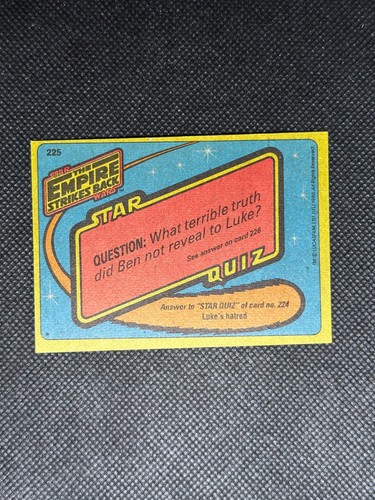 225
STAR
THE
EMPIRE
STRIKES BACK
WARS
STAR
QUESTION: What terrible truth
did Ben not reveal to Luke?
See answer on card 226
QUIZ
Answer to "STAR QUIZ" of card no. 224
Luke's hatred